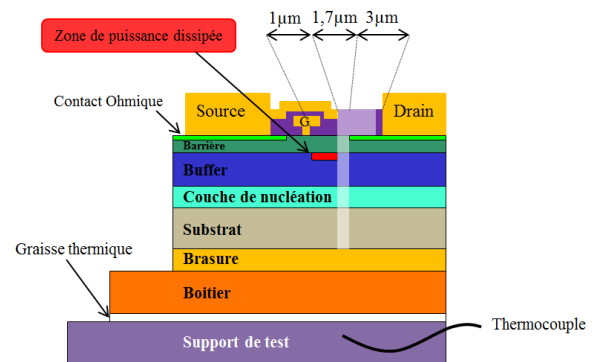 1µm
1,7µm
3µm
Zone de puissance dissipée
Contact Ohmique
Source
G
Drain
Barrière
Buffer
Couche de nucléation
Substrat
Graisse thermique
Brasure
Boitier
Thermocouple
Support de test